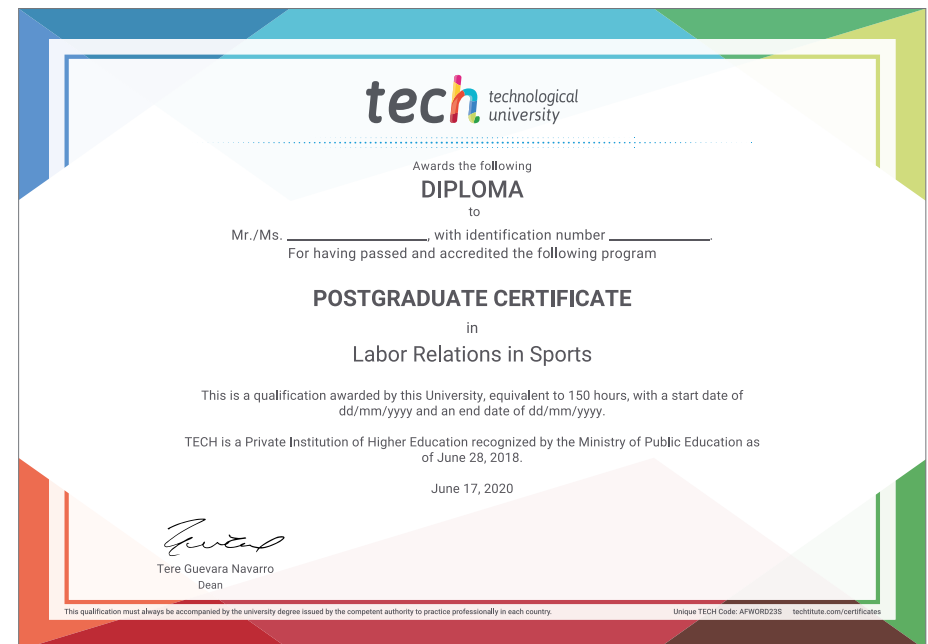 tech technological
university
Awards the following
DIPLOMA
to
Mr./Ms. ____________, with identification number ____________.
For having passed and accredited the following program
POSTGRADUATE CERTIFICATE
in
Labor Relations in Sports
This is a qualification awarded by this University, equivalent to 150 hours, with a start date of
dd/mm/yyyy and an end date of dd/mm/yyyy.
TECH is a Private Institution of Higher Education recognized by the Ministry of Public Education as
of June 28, 2018.
June 17, 2020
Tere Guevara Navarro
Dean
This qualification must always be accompanied by the university degree issued by the competent authority to practice professionally in each country.
Unique TECH Code: AFWORD23S techtitute.com/certificates